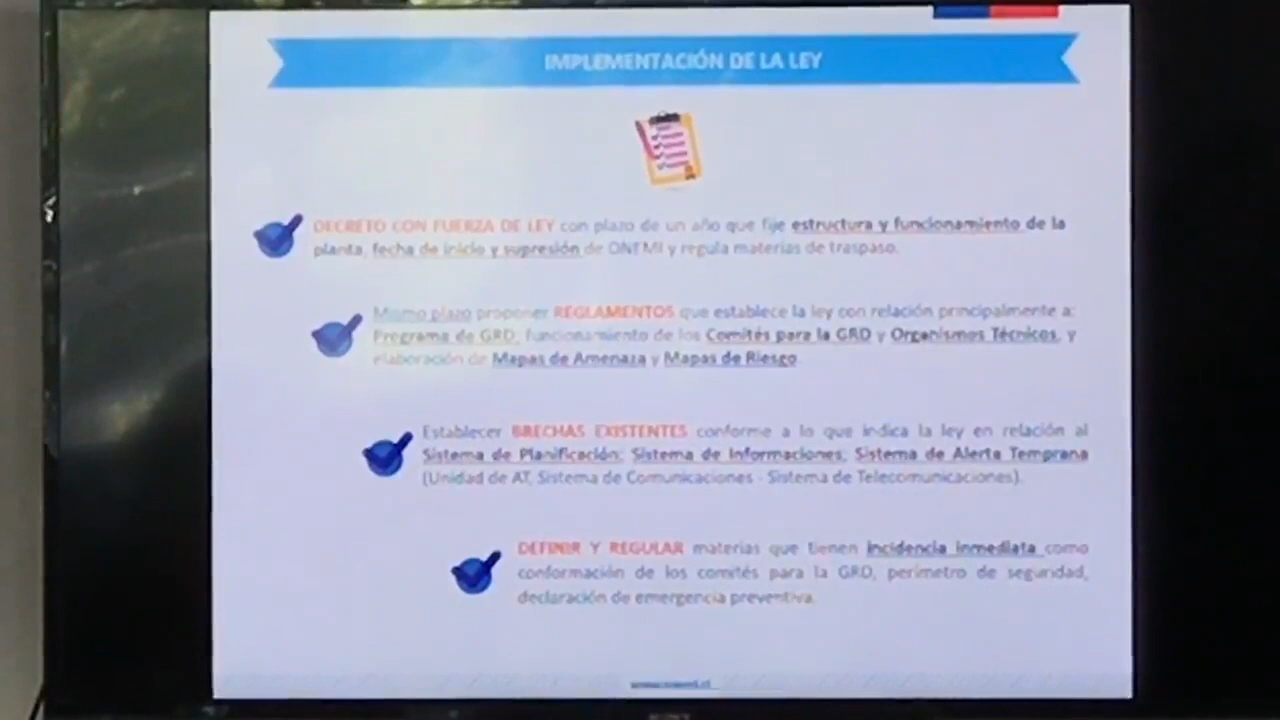 IMPLEMENTACIÓN DE LA LEY
DECRETO CON FUERZA DE LEY con plazo de un año que fije estructura y funcionamiento de la
planta, fecha de inicio y supresión de ONEMI y regula materias de traspaso.
Mismo plazo proponer REGLAMENTOS que establece la ley con relación principalmente a:
Programa de GRD; funcionamiento de los Comités para la GRD y Organismos Técnicos, y
elaboración de Mapas de Amenaza y Mapas de Riesgo
Establecer BRECHAS EXISTENTES conforme a lo que indica la ley en relación al
Sistema de Planificación; Sistema de Informaciones; Sistema de Alerta Temprana
(Unidad de AT, Sistema de Comunicaciones - Sistema de Telecomunicaciones).
DEFINIR Y REGULAR materias que tienen incidencia inmediata como
conformación de los comités para la GRD, perímetro de seguridad,
declaración de emergencia preventiva.